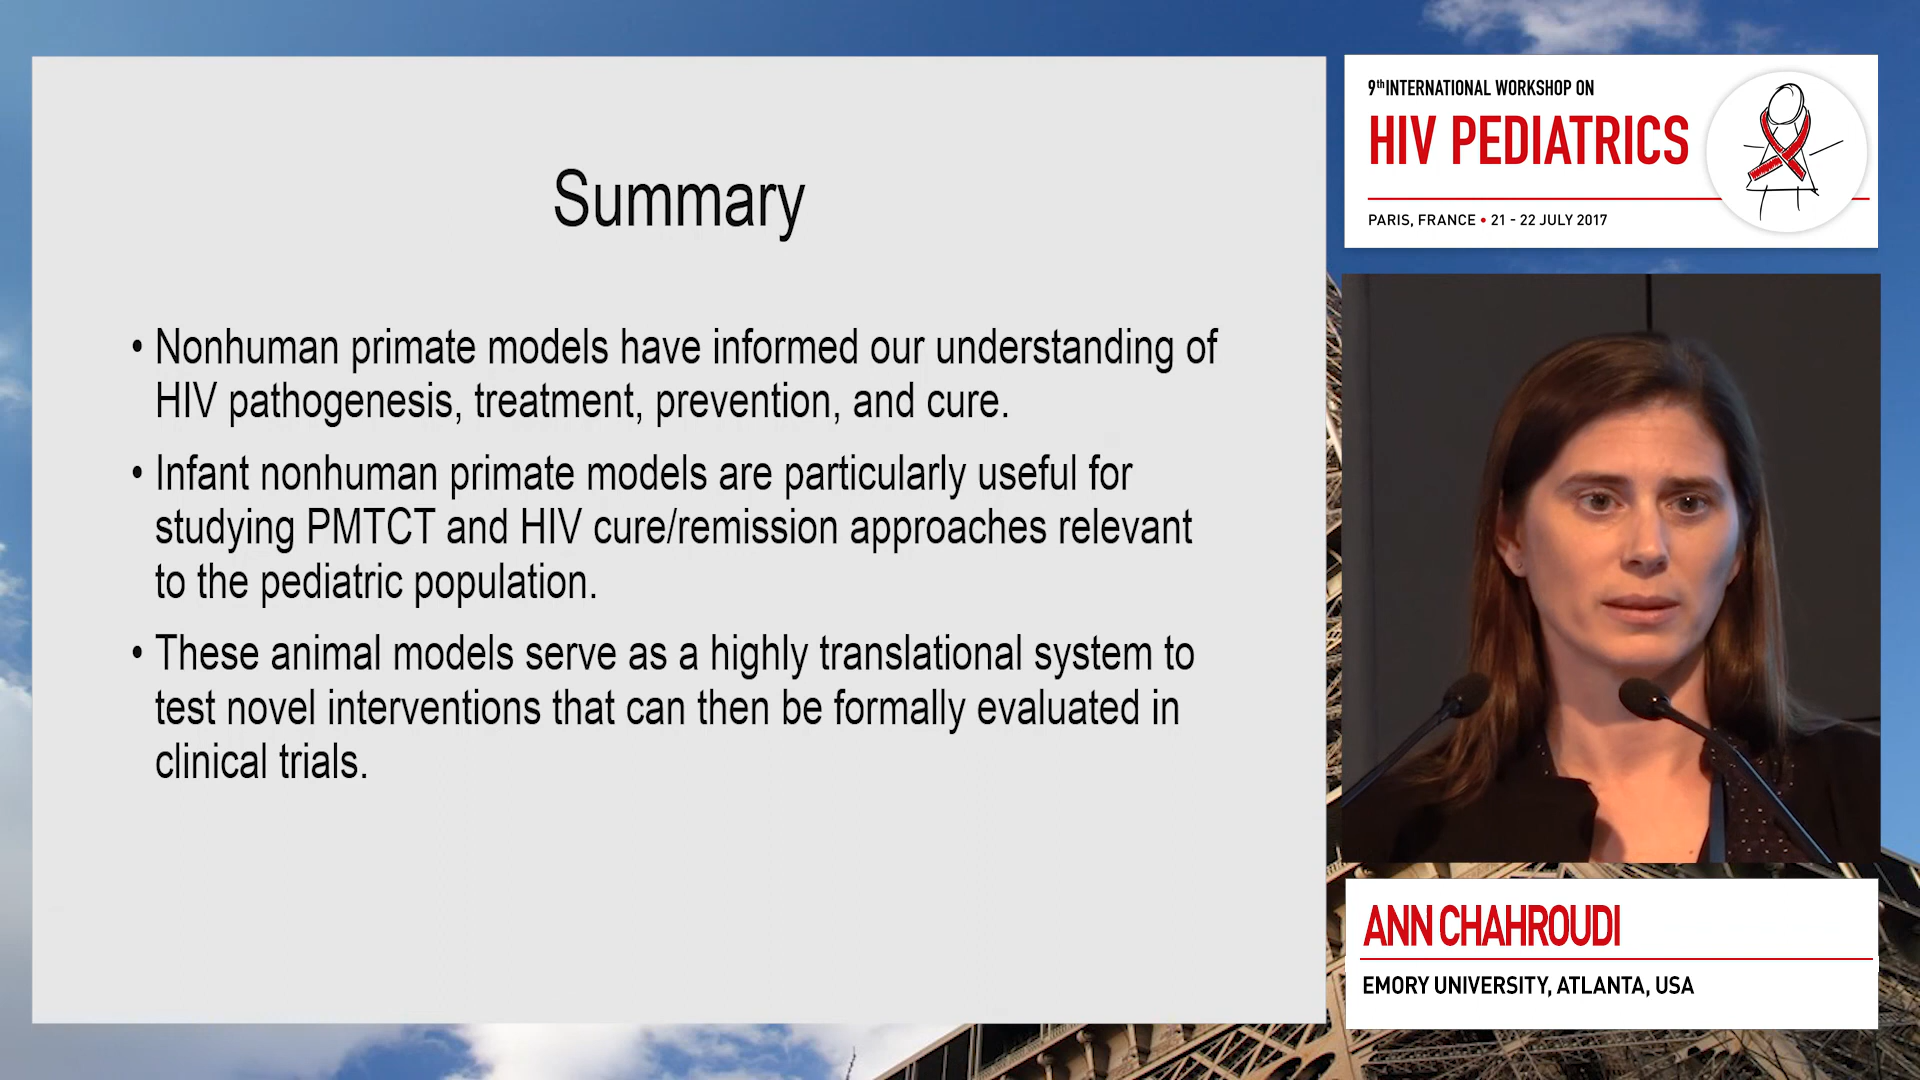 Summary
• Nonhuman primate models have informed our understanding of
HIV pathogenesis, treatment, prevention, and cure.
• Infant nonhuman primate models are particularly useful for
studying PMTCT and HIV cure/remission approaches relevant
to the pediatric population.
• These animal models serve as a highly translational system to
test novel interventions that can then be formally evaluated in
clinical trials.
9th INTERNATIONAL WORKSHOP ON
HIV PEDIATRICS
PARIS, FRANCE • 21 - 22 JULY 2017
ANN CHAHROUDI
EMORY UNIVERSITY, ATLANTA, USA